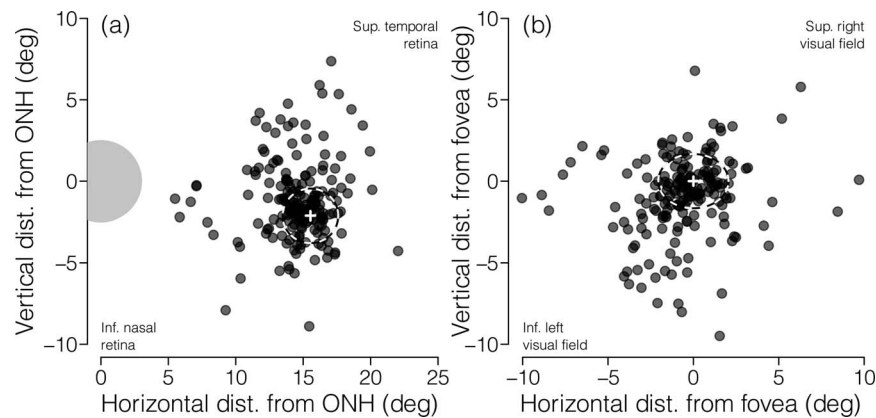 (a)
Sup. temporal
retina
Vertical dist. from ONH (deg)
10
5
0
−5
−10
Inf. nasal
retina
0 5 10 15 20 25
Horizontal dist. from ONH (deg)
(b)
Sup. right
visual field
Vertical dist. from fovea (deg)
10
5
0
−5
−10
Inf. left
visual field
−10 −5 0 5 10
Horizontal dist. from fovea (deg)